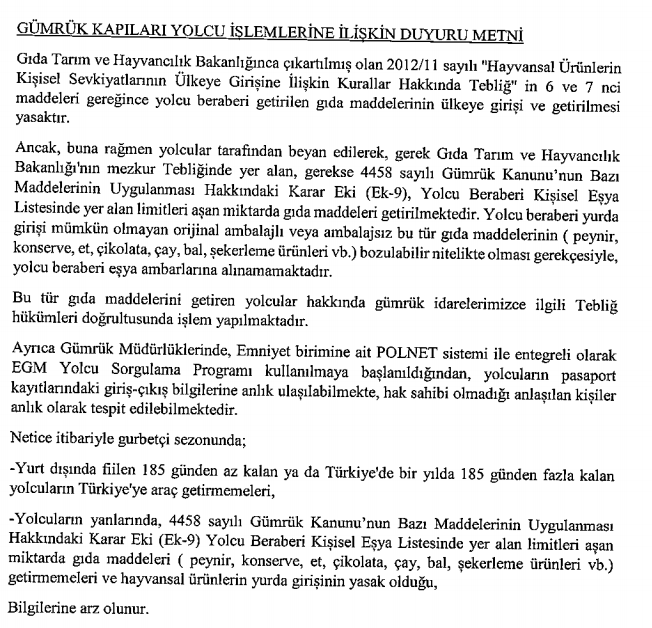 GÜMRÜK KAPILARI YOLCU İŞLEMLERİNE İLİŞKİN DUYURU METNİ
Gıda Tarım ve Hayvancılık Bakanlığınca çıkartılmış olan 2012/11 sayılı "Hayvansal Ürünlerin
Kişisel Sevkiyatlarının Ülkeye Girişine İlişkin Kurallar Hakkında Tebliğ" in 6 ve 7 nci
maddeleri gereğince yolcu beraberi getirilen gıda maddelerinin ülkeye girişi ve getirilmesi
yasaktır.
Ancak, buna rağmen yolcular tarafından beyan edilerek, gerek Gıda Tarım ve Hayvancılık
Bakanlığı'nın mezkur Tebliğinde yer alan, gerekse 4458 sayılı Gümrük Kanunu'nun Bazı
Maddelerinin Uygulanması Hakkındaki Karar Eki (Ek-9), Yolcu Beraberi Kişisel Eşya
Listesinde yer alan limitleri aşan miktarda gıda maddeleri getirilmektedir. Yolcu beraberi yurda
girişi mümkün olmayan orijinal ambalajlı veya ambalajsız bu tür gıda maddelerinin ( peynir,
konserve, et, çikolata, çay, bal, şekerleme ürünleri vb.) bozulabilir nitelikte olması gerekçesiyle,
yolcu beraberi eşya ambarlarına alınamamaktadır.
Bu tür gıda maddelerini getiren yolcular hakkında gümrük idarelerimizce ilgili Tebliğ
hükümleri doğrultusunda işlem yapılmaktadır.
Ayrıca Gümrük Müdürlüklerinde, Emniyet birimine ait POLNET sistemi ile entegreli olarak
EGM Yolcu Sorgulama Programı kullanılmaya başlanıldığından, yolcuların pasaport
kayıtlarındaki giriş-çıkış bilgilerine anlık ulaşılabilmekte, hak sahibi olmadığı anlaşılan kişiler
anlık olarak tespit edilebilmektedir.
Netice itibariyle gurbetçi sezonunda;
-Yurt dışında fiilen 185 günden az kalan ya da Türkiye'de bir yılda 185 günden fazla kalan
yolcuların Türkiye'ye araç getirmemeleri,
-Yolcuların yanlarında, 4458 sayılı Gümrük Kanunu'nun Bazı Maddelerinin Uygulanması
Hakkındaki Karar Eki (Ek-9) Yolcu Beraberi Kişisel Eşya Listesinde yer alan limitleri aşan
miktarda gıda maddeleri ( peynir, konserve, et, çikolata, çay, bal, şekerleme ürünleri vb.)
getirmemeleri ve hayvansal ürünlerin yurda girişinin yasak olduğu,
Bilgilerine arz olunur.